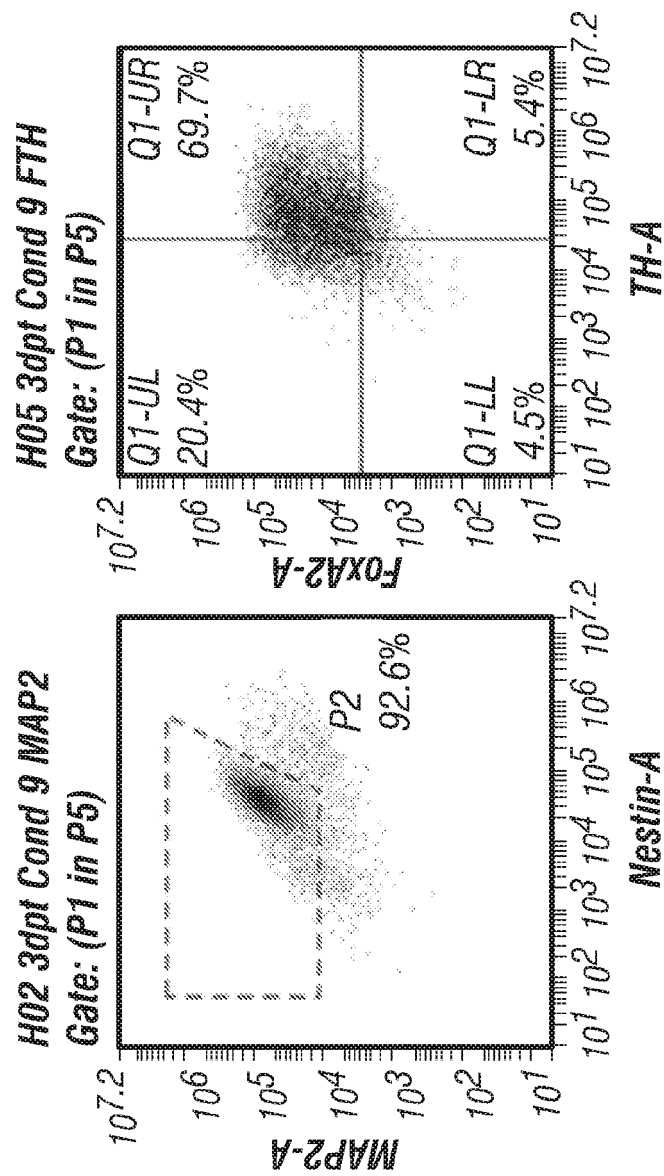 H02 3dpt Cond 9 MAP2
Gate: (P1 in P5)
MAP2-A
10^7.2
10^6
10^5
10^4
10^3
10^2
10^1
P2
92.6%
10^1 10^2 10^3 10^4 10^5 10^6 10^7.2
Nestin-A
H05 3dpt Cond 9 FTH
Gate: (P1 in P5)
FoxA2-A
10^7.2
10^6
10^5
10^4
10^3
10^2
10^1
Q1-UL
20.4%
Q1-UR
69.7%
Q1-LL
4.5%
Q1-LR
5.4%
10^1 10^2 10^3 10^4 10^5 10^6 10^7.2
TH-A